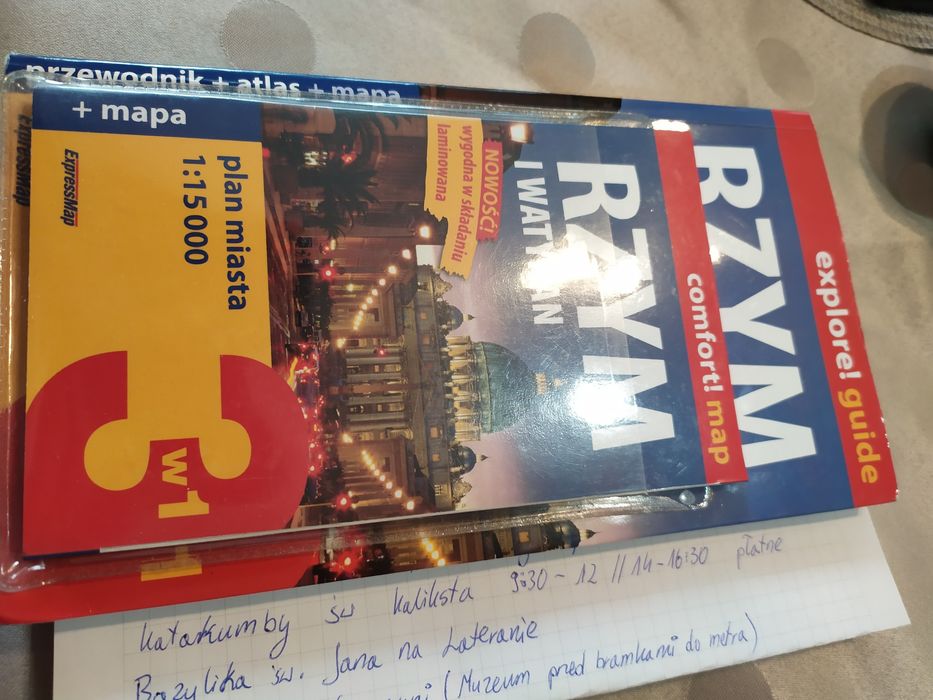 explore! guide
RZYM
przewodnik + atlas + mapa
comfort! map
RZYM
I WATYKAN
NOWOŚĆ!
wygodna w składaniu
laminowana
+ mapa
plan miasta
1:15 000
ExpressMap
3 w 1
katakumby św Kaliksta 9:30 - 12 // 14 - 16:30 płatne
Bazylika św. Jana na Lateranie
(Muzeum przed bramkami do metra)